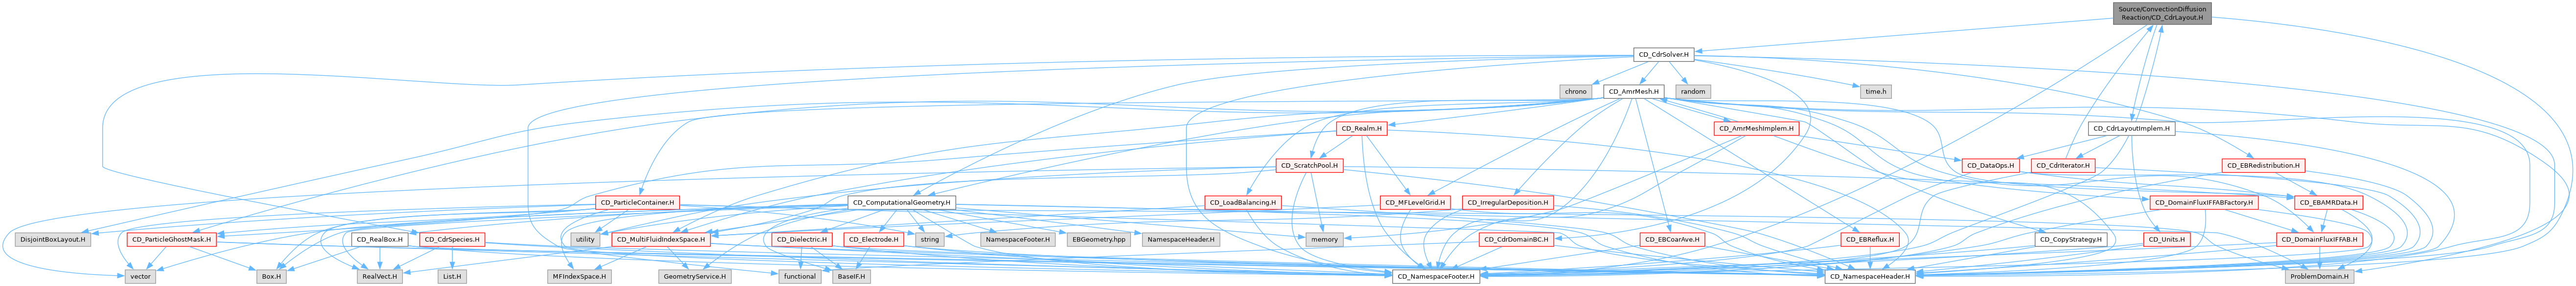 Source/ConvectionDiffusion
Reaction/CD_CdrLayout.H
CD_CdrSolver.H
chrono
CD_AmrMesh.H
random
time.h
CD_Realm.H
CD_AmrMeshImplem.H
CD_CdrLayoutImplem.H
CD_ScratchPool.H
CD_DataOps.H
CD_CdrIterator.H
CD_EBRedistribution.H
CD_ParticleContainer.H
CD_ComputationalGeometry.H
CD_LoadBalancing.H
CD_MFLevelGrid.H
CD_IrregularDeposition.H
CD_DomainFluxIFFABFactory.H
CD_EBAMRData.H
DisjointBoxLayout.H
CD_ParticleGhostMask.H
CD_RealBox.H
CD_CdrSpecies.H
utility
CD_MultiFluidIndexSpace.H
CD_Dielectric.H
CD_Electrode.H
string
NamespaceFooter.H
EBGeometry.hpp
NamespaceHeader.H
memory
CD_CdrDomainBC.H
CD_EBCoarAve.H
CD_EBReflux.H
CD_CopyStrategy.H
CD_Units.H
CD_DomainFluxIFFAB.H
vector
Box.H
RealVect.H
List.H
MFIndexSpace.H
GeometryService.H
functional
BaseIF.H
CD_NamespaceFooter.H
CD_NamespaceHeader.H
ProblemDomain.H